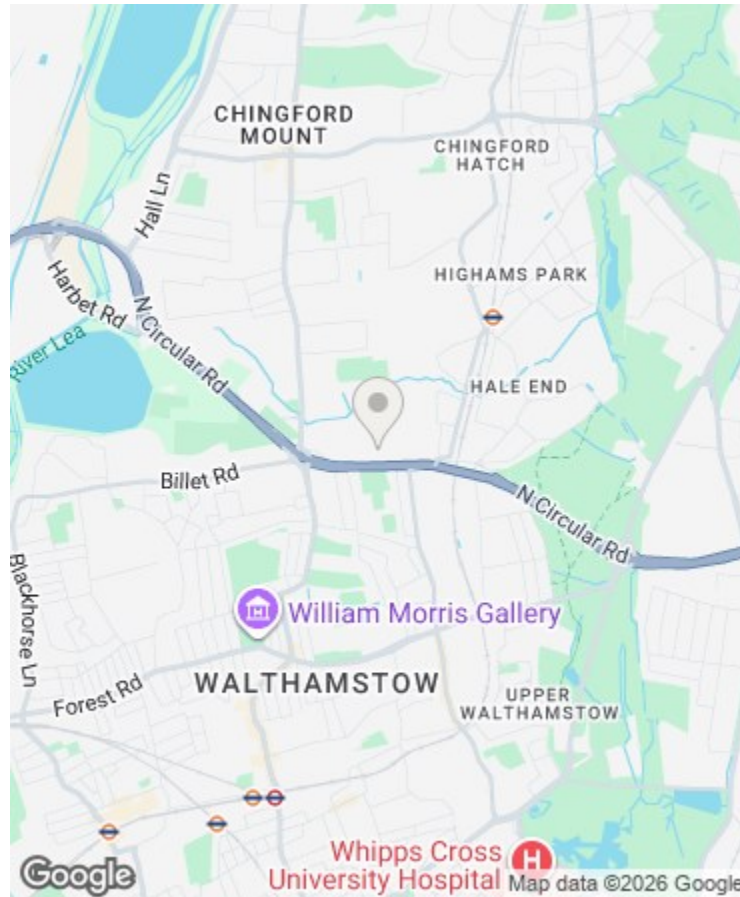 CHINGFORD
MOUNT
CHINGFORD
HATCH
Hall Ln
HIGHAMS PARK
Harbet Rd
N Circular Rd
River Lea
HALE END
Billet Rd
N Circular Rd
Blackhorse Ln
William Morris Gallery
WALTHAMSTOW
Forest Rd
UPPER
WALTHAMSTOW
Whipps Cross
University Hospital
H
Google
Map data ©2026 Google